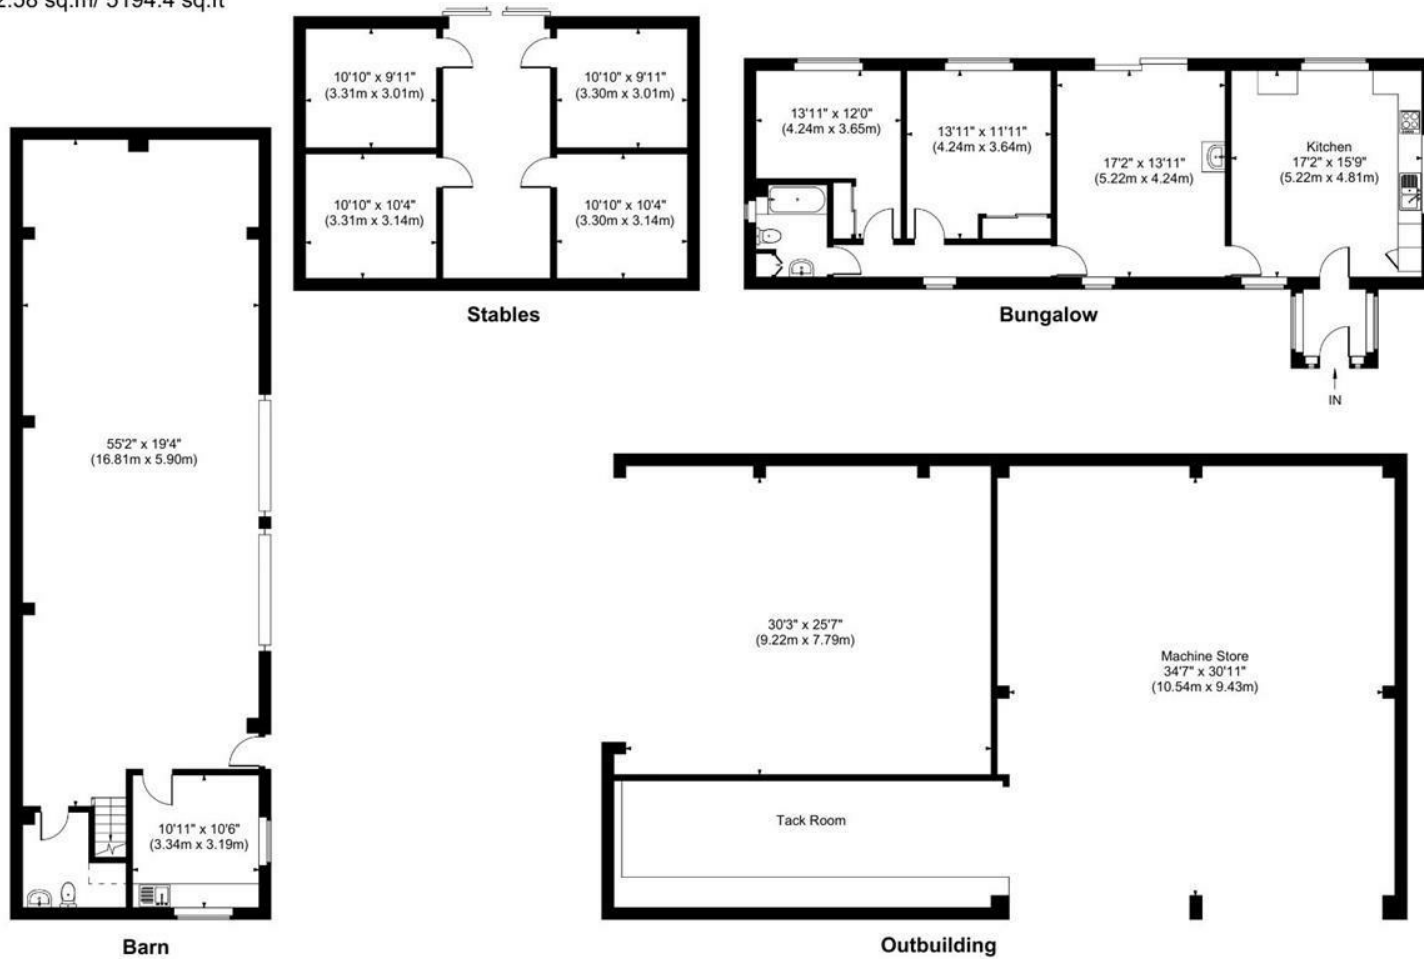 .58 sq.m/ 5194.4 sq.ft
10'10" x 9'11"
(3.31m x 3.01m)
10'10" x 9'11"
(3.30m x 3.01m)
10'10" x 10'4"
(3.31m x 3.14m)
10'10" x 10'4"
(3.30m x 3.14m)
Stables
13'11" x 12'0"
(4.24m x 3.65m)
13'11" x 11'11"
(4.24m x 3.64m)
17'2" x 13'11"
(5.22m x 4.24m)
Kitchen
17'2" x 15'9"
(5.22m x 4.81m)
Bungalow
IN
55'2" x 19'4"
(16.81m x 5.90m)
10'11" x 10'6"
(3.34m x 3.19m)
Barn
30'3" x 25'7"
(9.22m x 7.79m)
Machine Store
34'7" x 30'11"
(10.54m x 9.43m)
Tack Room
Outbuilding